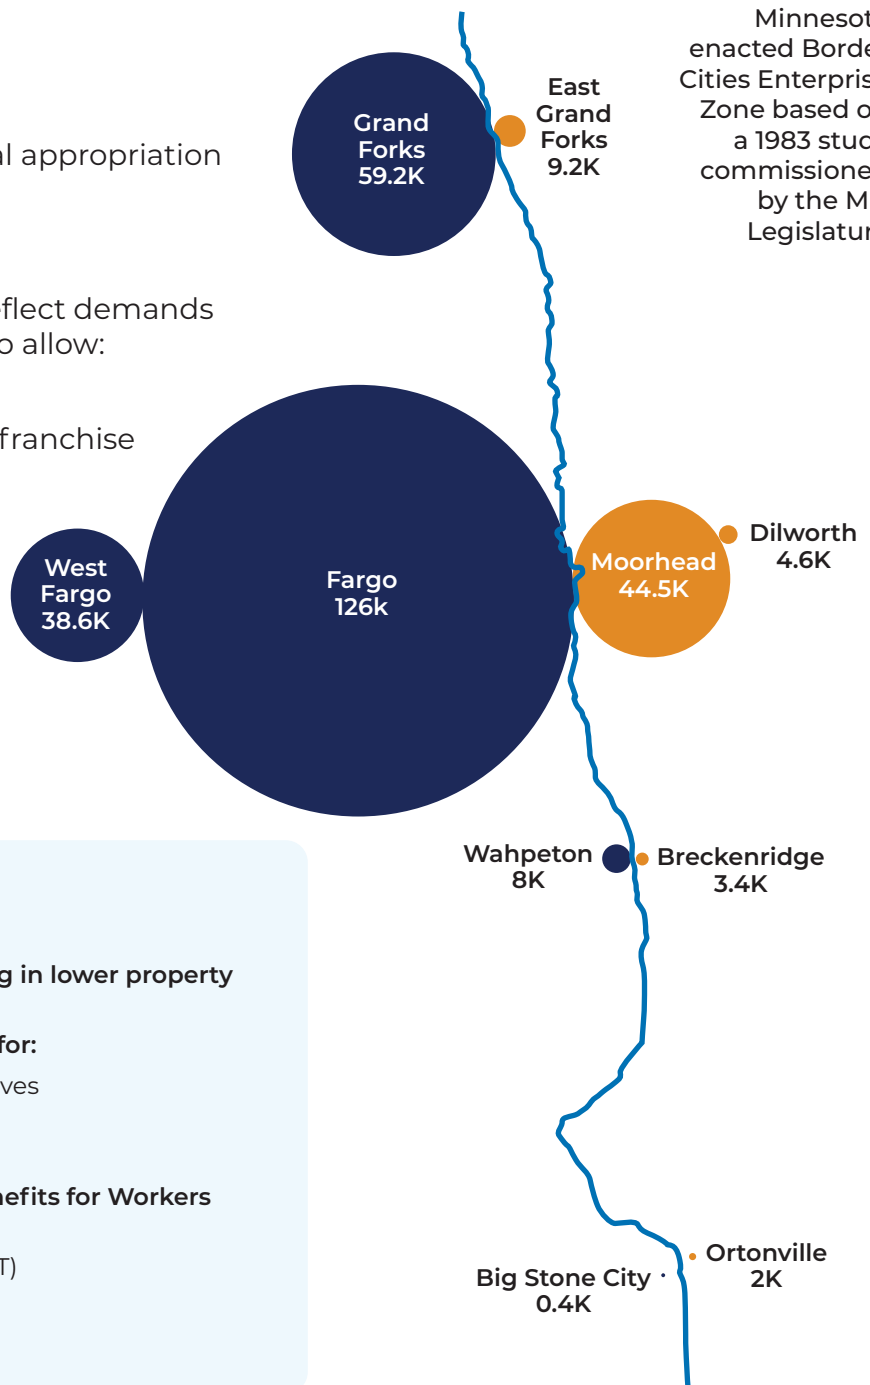 Minnesot
enacted Borde
Cities Enterpris
Zone based o
a 1983 stud
commissione
by the M
Legislatur
Grand
Forks
59.2K
East
Grand
Forks
9.2K
al appropriation
eflect demands
o allow:
franchise
West
Fargo
38.6K
Fargo
126k
Moorhead
44.5K
Dilworth
4.6K
Wahpeton
8K
Breckenridge
3.4K
g in lower property
for:
ves
nefits for Workers
T)
Big Stone City
0.4K
Ortonville
2K